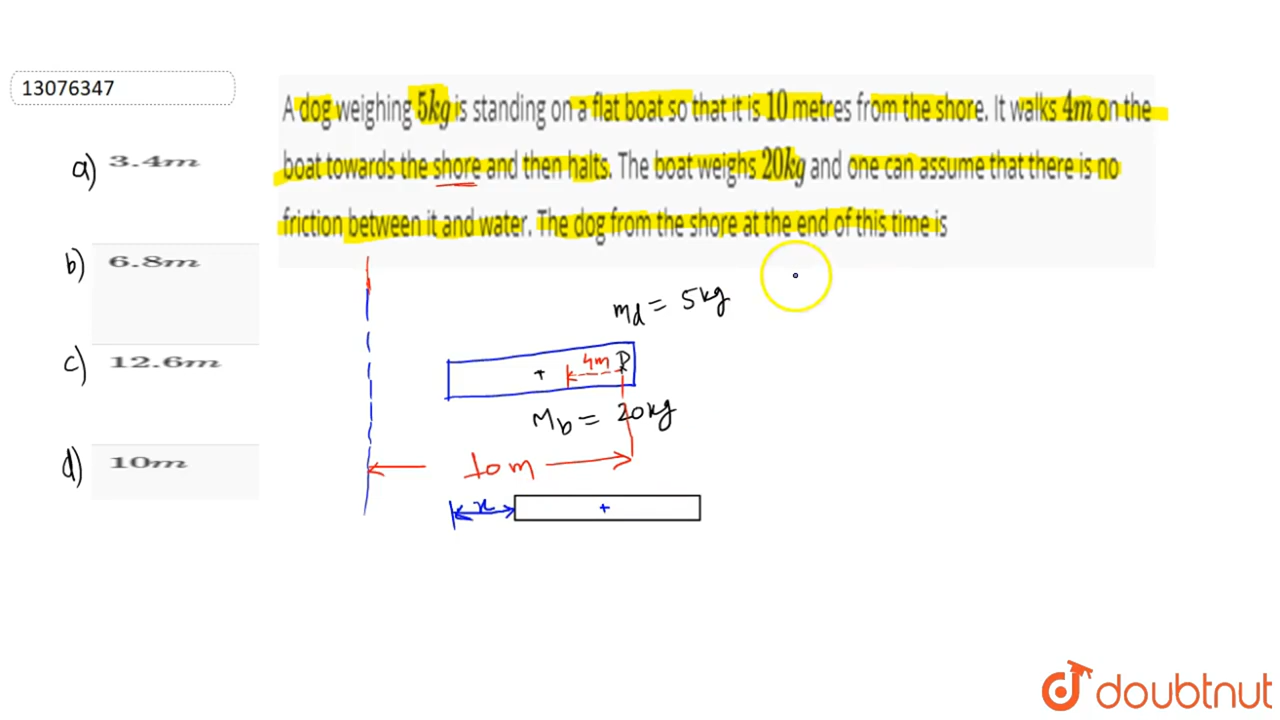 13076347
A dog weighing 5kg is standing on a flat boat so that it is 10 metres from the shore. It walks 4m on the
boat towards the shore and then halts. The boat weighs 20kg and one can assume that there is no
friction between it and water. The dog from the shore at the end of this time is
a) 3.4m
b) 6.8m
c) 12.6m
d) 10m
m_d = 5kg
4m D
M_b = 20kg
10 m
x
doubtnut